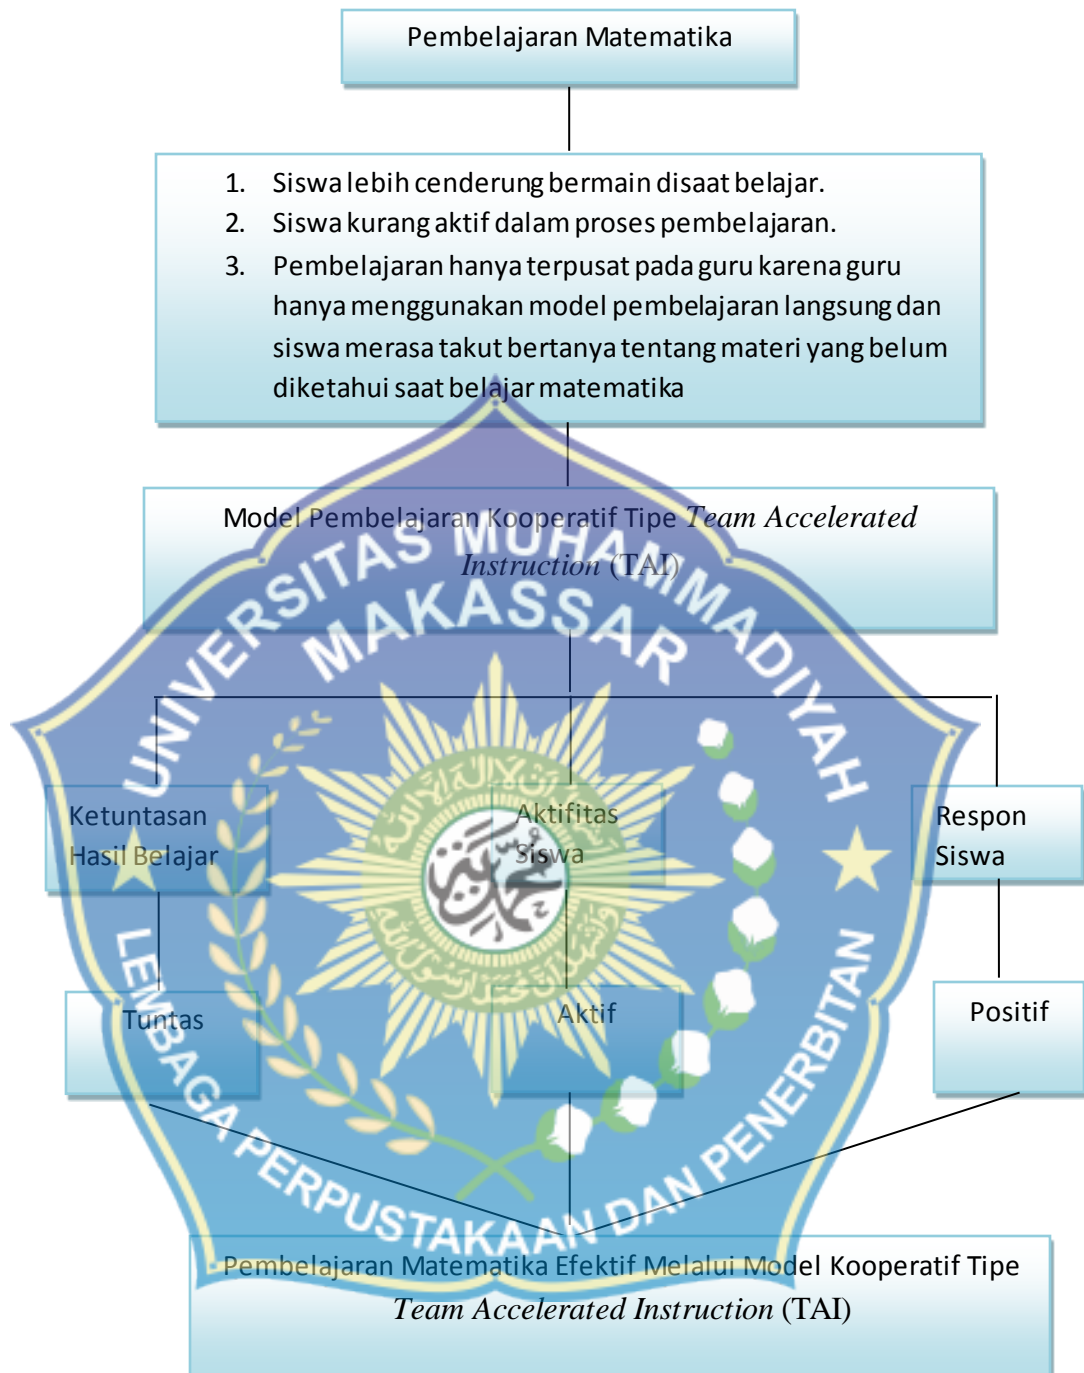 Pembelajaran Matematika
1. Siswa lebih cenderung bermain disaat belajar.
2. Siswa kurang aktif dalam proses pembelajaran.
3. Pembelajaran hanya terpusat pada guru karena guru
hanya menggunakan model pembelajaran langsung dan
siswa merasa takut bertanya tentang materi yang belum
diketahui saat belajar matematika
Model Pembelajaran Kooperatif Tipe Team Accelerated
Instruction (TAI)
UNIVERSITAS MUHAMMADIYAH
MAKASSAR
Ketuntasan
Hasil Belajar
Aktifitas
Siswa
Respon
Siswa
Tuntas
Aktif
Positif
LEMBAGA PERPUSTAKAAN DAN PENERBITAN
Pembelajaran Matematika Efektif Melalui Model Kooperatif Tipe
Team Accelerated Instruction (TAI)